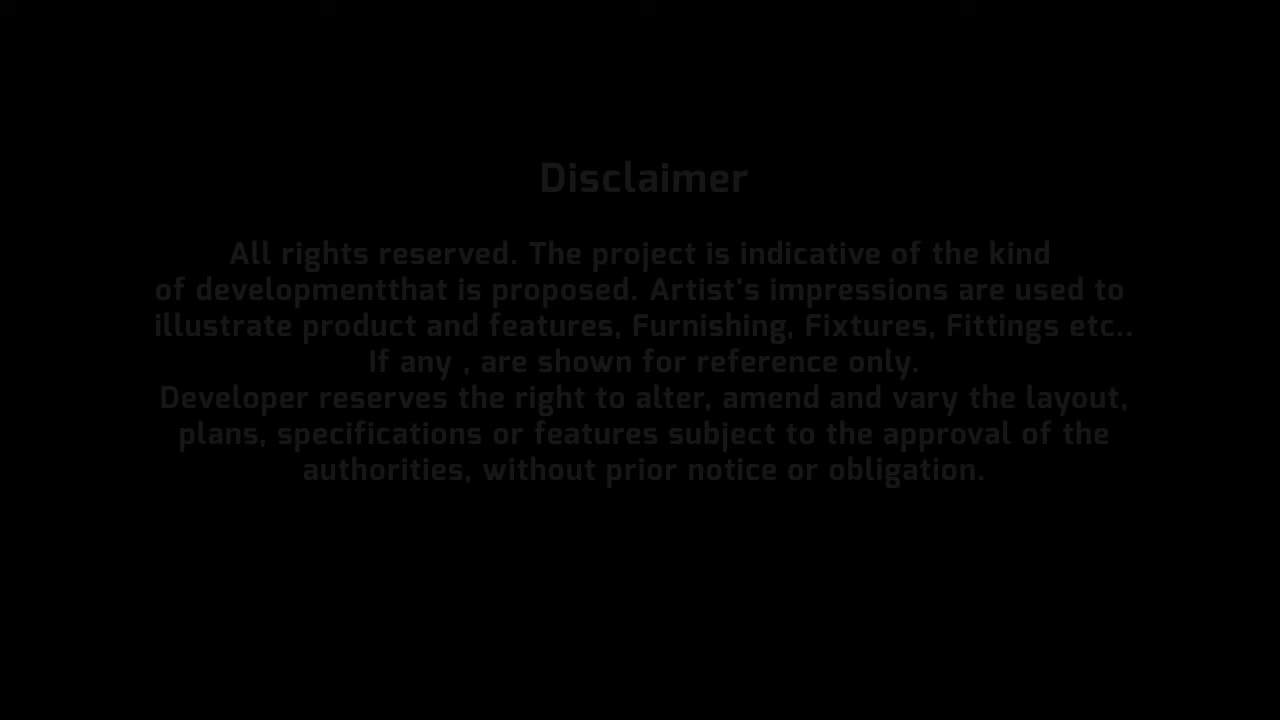 Disclaimer
All rights reserved. The project is indicative of the kind
of developmentthat is proposed. Artist's impressions are used to
illustrate product and features, Furnishing, Fixtures, Fittings etc..
If any , are shown for reference only.
Developer reserves the right to alter, amend and vary the layout,
plans, specifications or features subject to the approval of the
authorities, without prior notice or obligation.